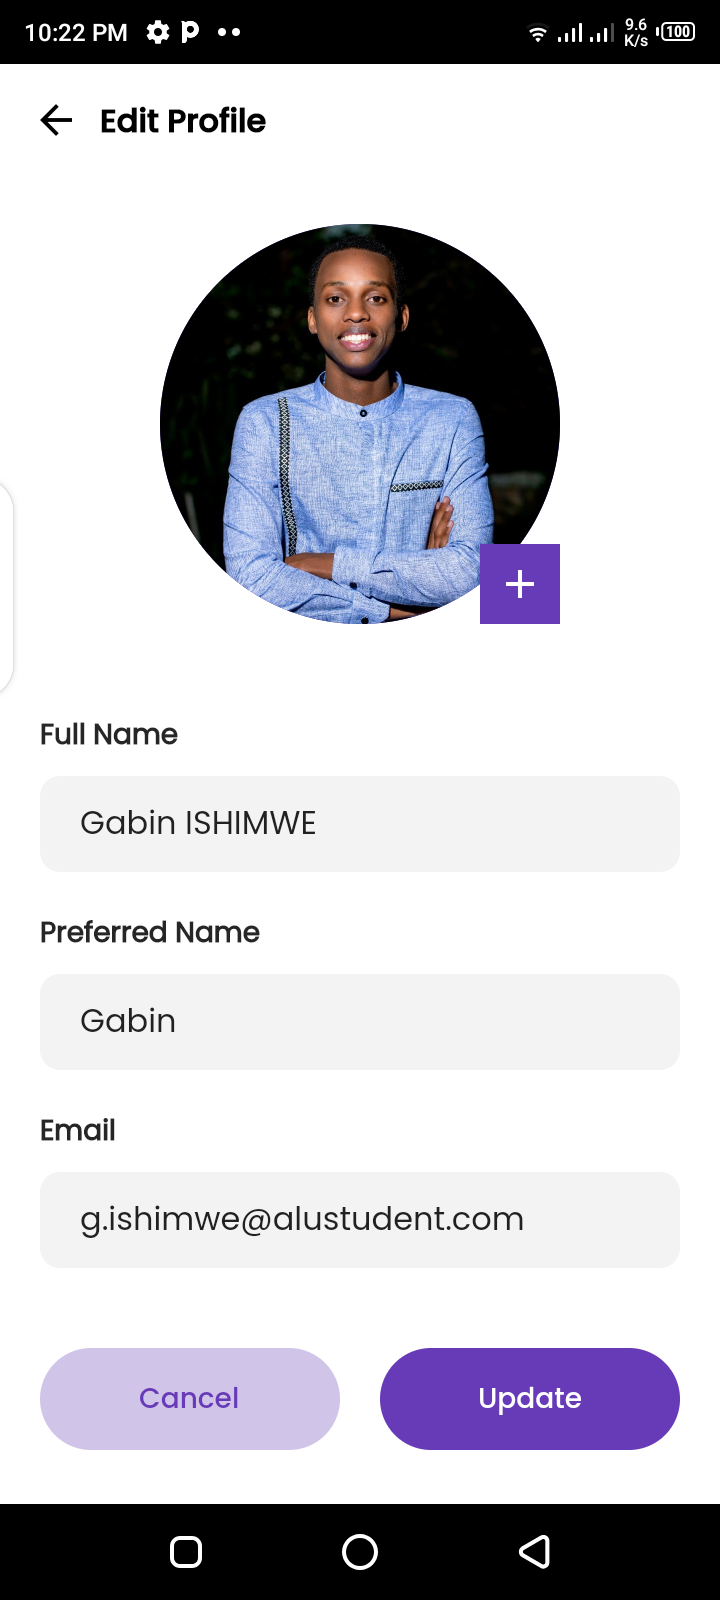 10:22 PM
9.6
K/s
100
Edit Profile
Full Name
Gabin ISHIMWE
Preferred Name
Gabin
Email
g.ishimwe@alustudent.com
Cancel
Update